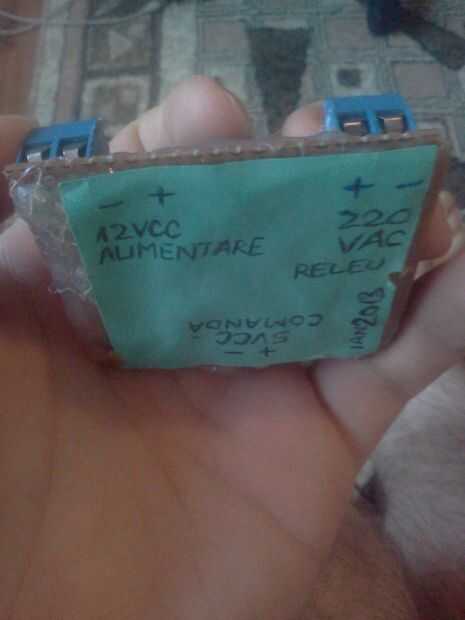 - +
12VCC
ALIMENTARE
+ -
220
VAC
RELEU
IAN 2013
+ -
5VCC
COMANDA